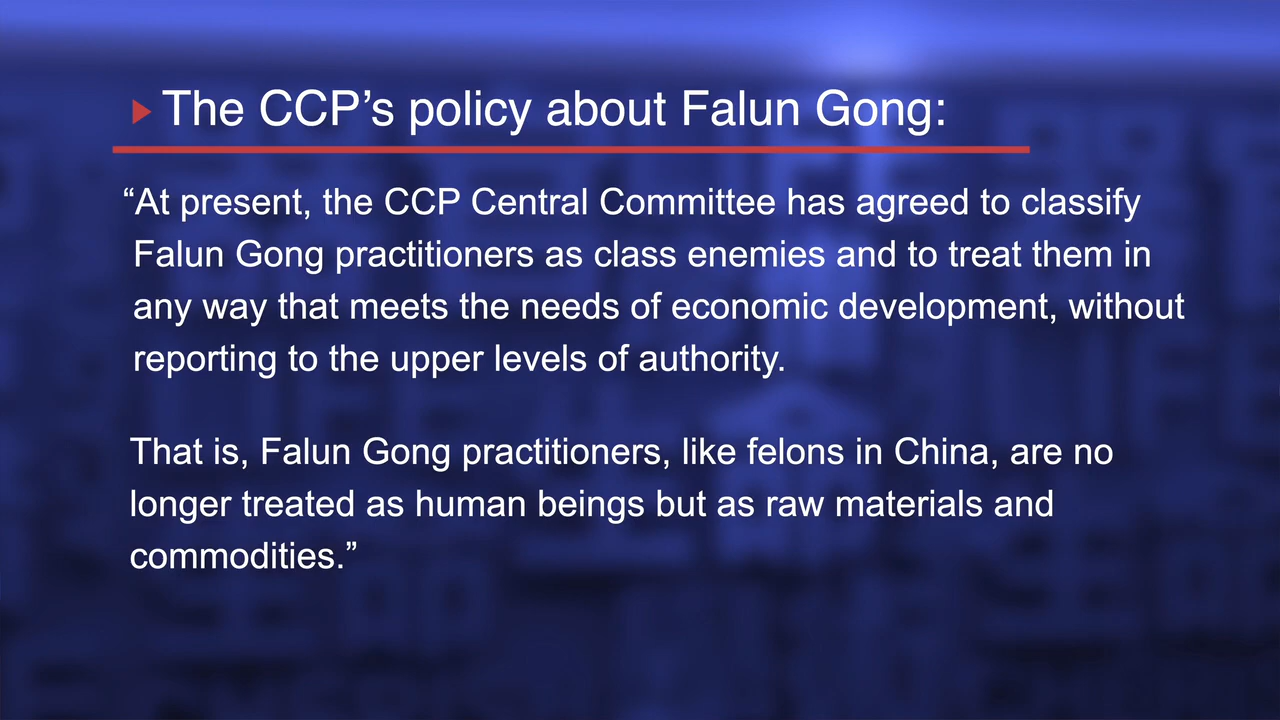 The CCP’s policy about Falun Gong:
“At present, the CCP Central Committee has agreed to classify
Falun Gong practitioners as class enemies and to treat them in
any way that meets the needs of economic development, without
reporting to the upper levels of authority.
That is, Falun Gong practitioners, like felons in China, are no
longer treated as human beings but as raw materials and
commodities.”